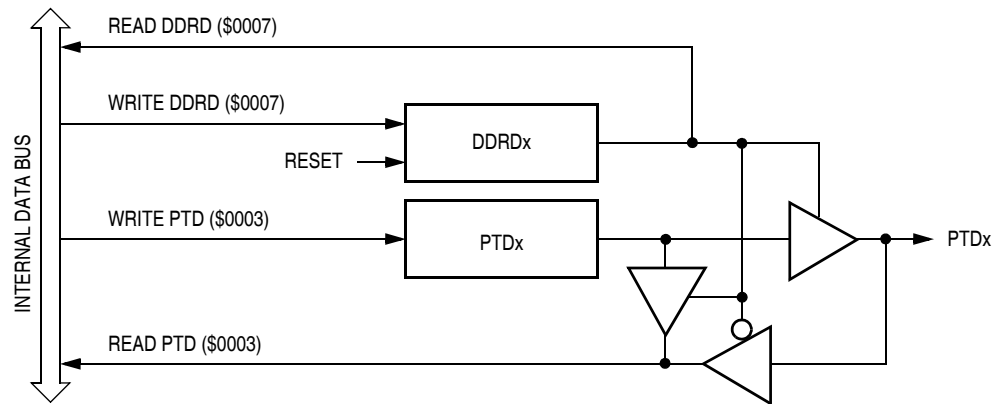 READ DDRD ($0007)
WRITE DDRD ($0007)
DDRDx
RESET
INTERNAL DATA BUS
WRITE PTD ($0003)
PTDx
PTDx
READ PTD ($0003)